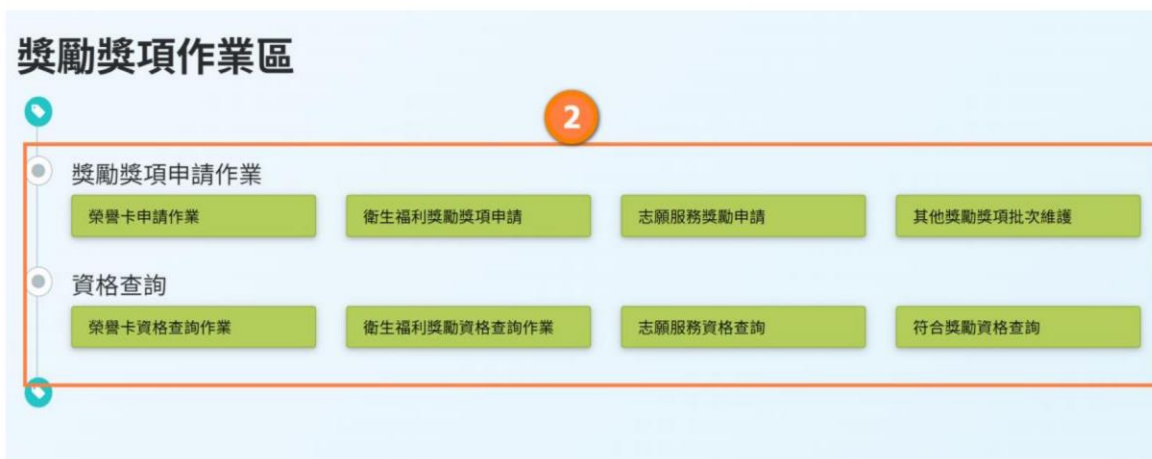 獎勵獎項作業區
2
獎勵獎項申請作業
榮譽卡申請作業 衛生福利獎勵獎項申請 志願服務獎勵申請 其他獎勵獎項批次維護
資格查詢
榮譽卡資格查詢作業 衛生福利獎勵資格查詢作業 志願服務資格查詢 符合獎勵資格查詢